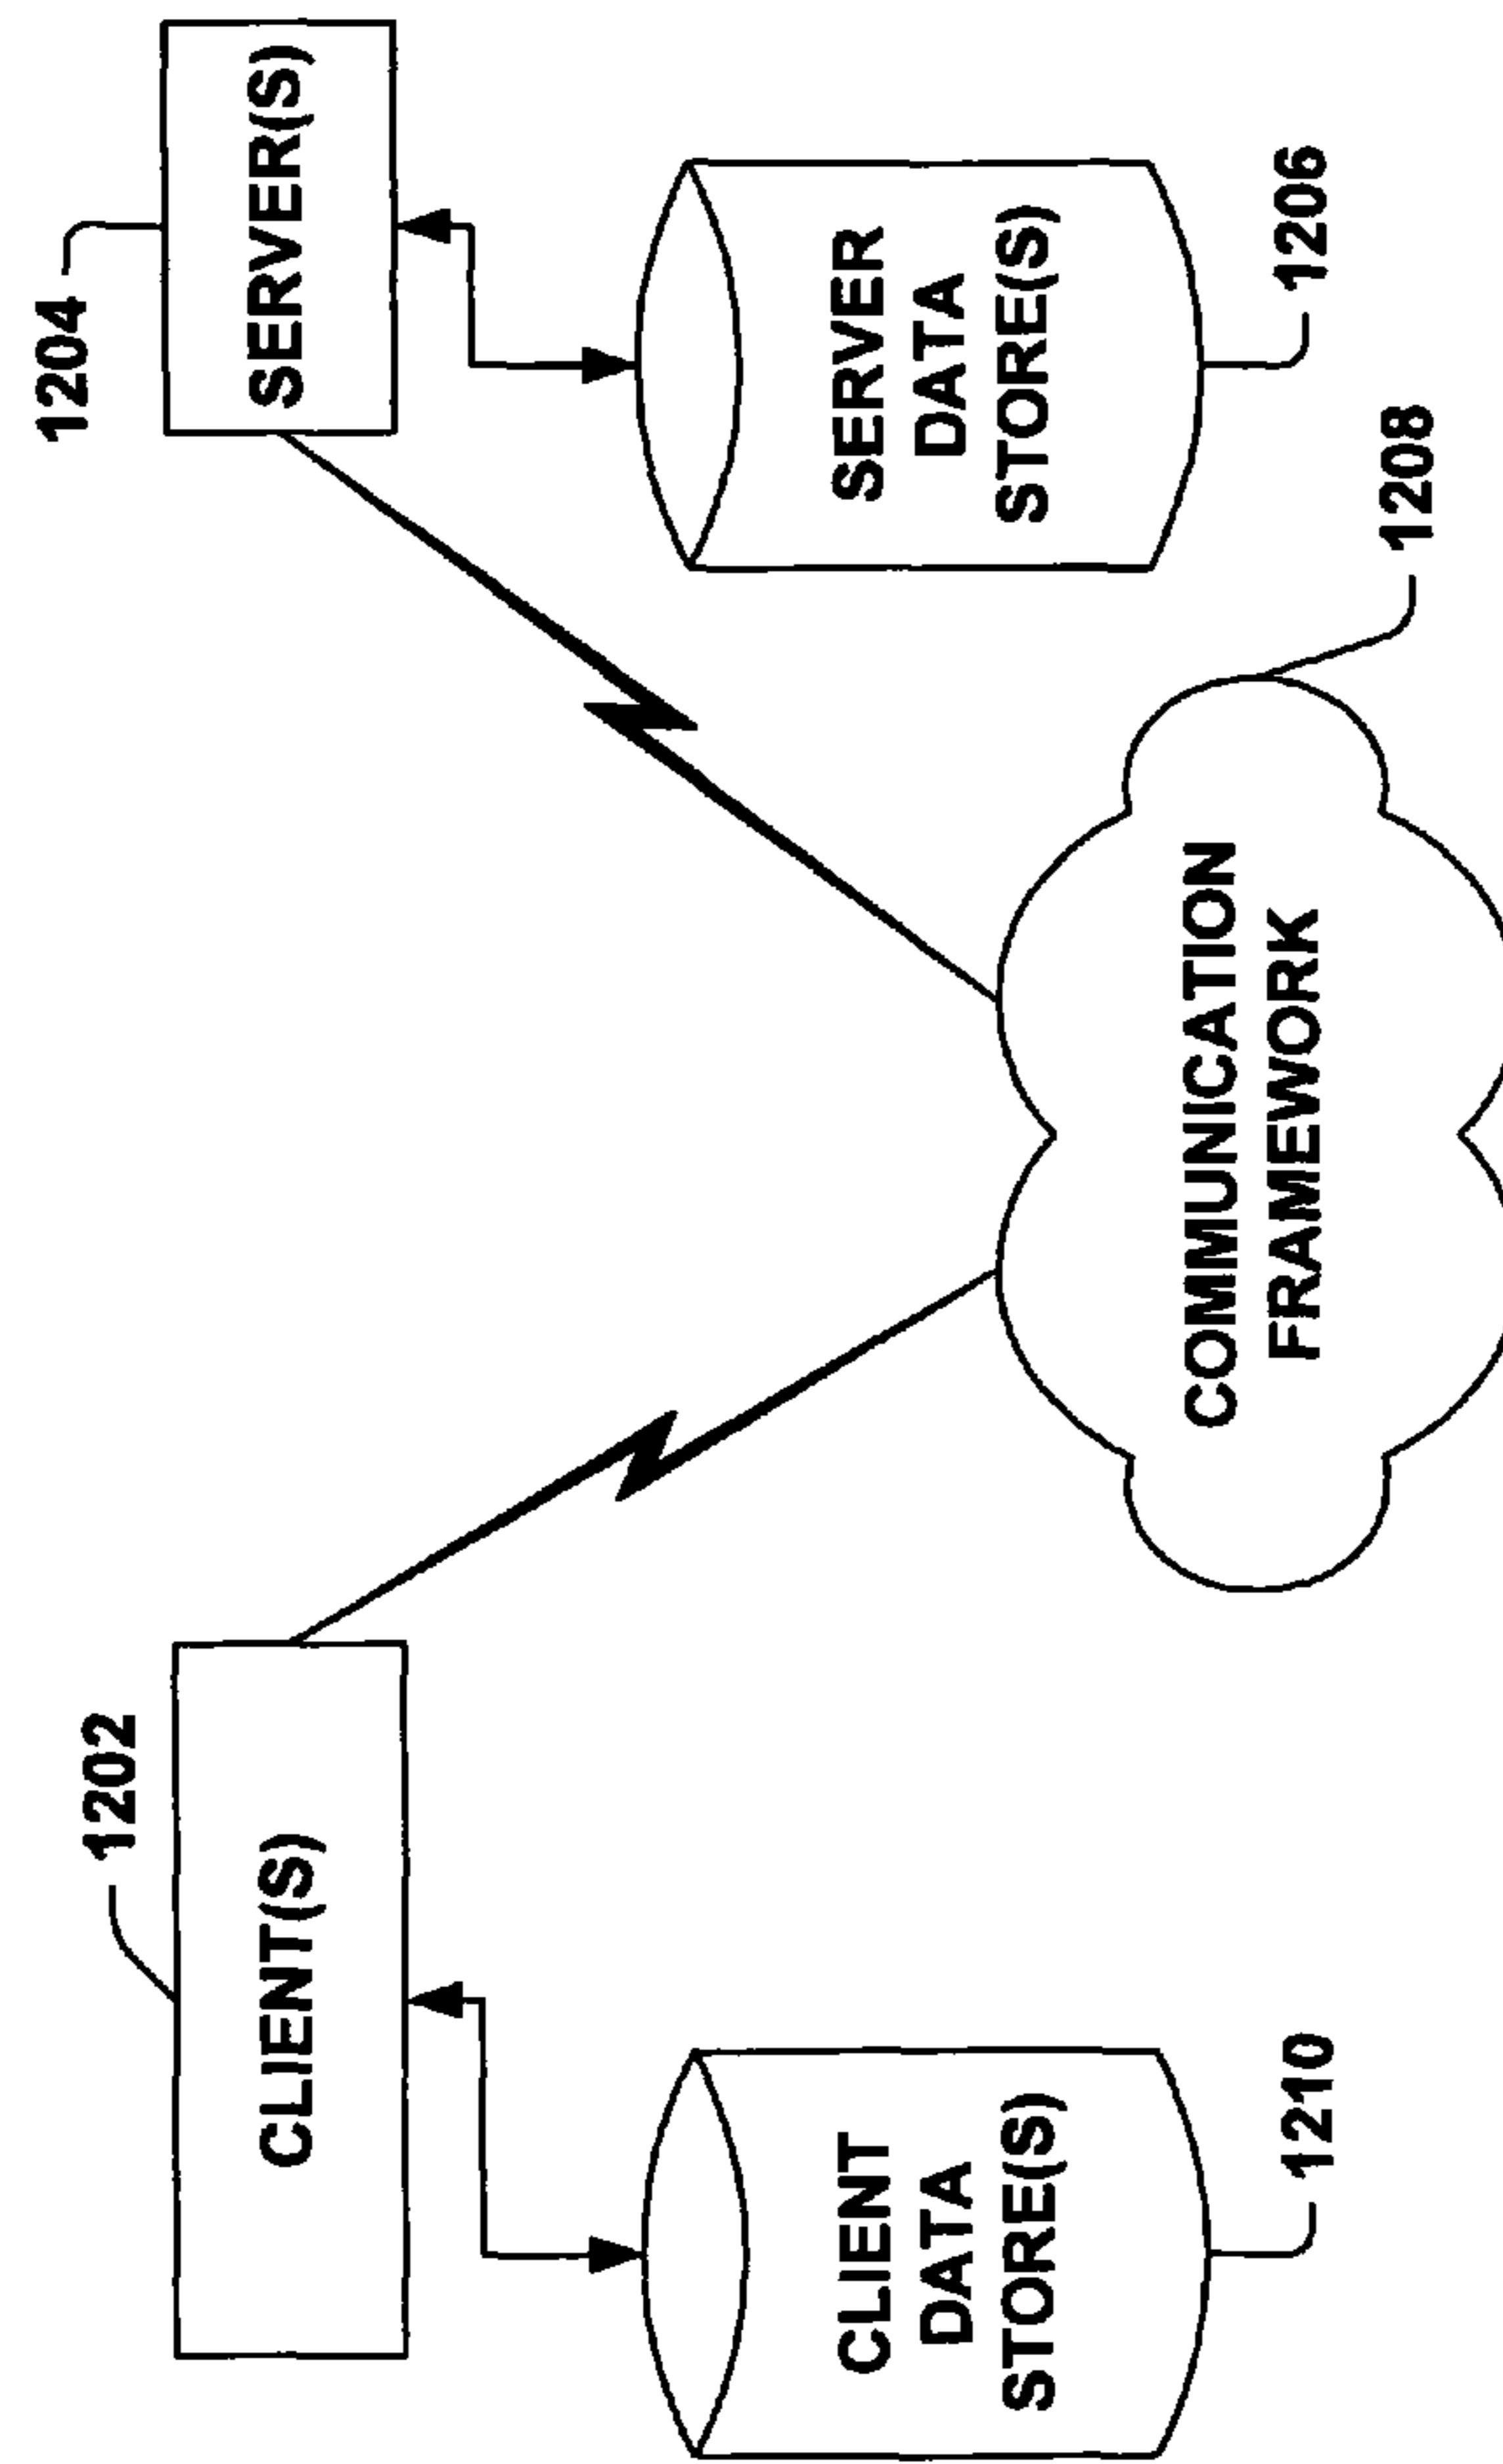 1202
1204
CLIENT(S)
SERVER(S)
CLIENT
DATA
STORE(S)
SERVER
DATA
STORE(S)
COMMUNICATION
FRAMEWORK
1210
1206
1208